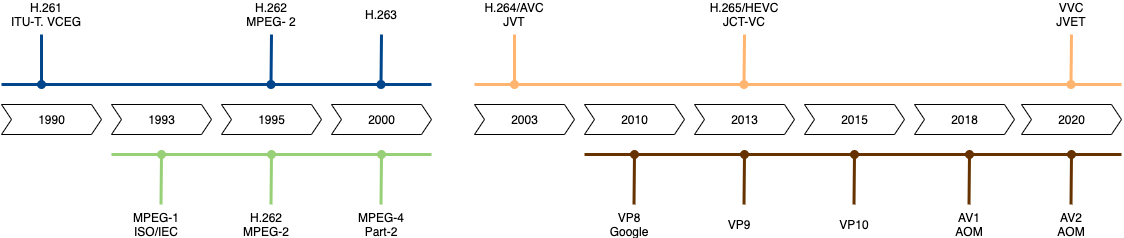 H.261
ITU-T. VCEG
H.262
MPEG- 2
H.263
H.264/AVC
JVT
H.265/HEVC
JCT-VC
VVC
JVET
1990
1993
1995
2000
2003
2010
2013
2015
2018
2020
MPEG-1
ISO/IEC
H.262
MPEG-2
MPEG-4
Part-2
VP8
Google
VP9
VP10
AV1
AOM
AV2
AOM